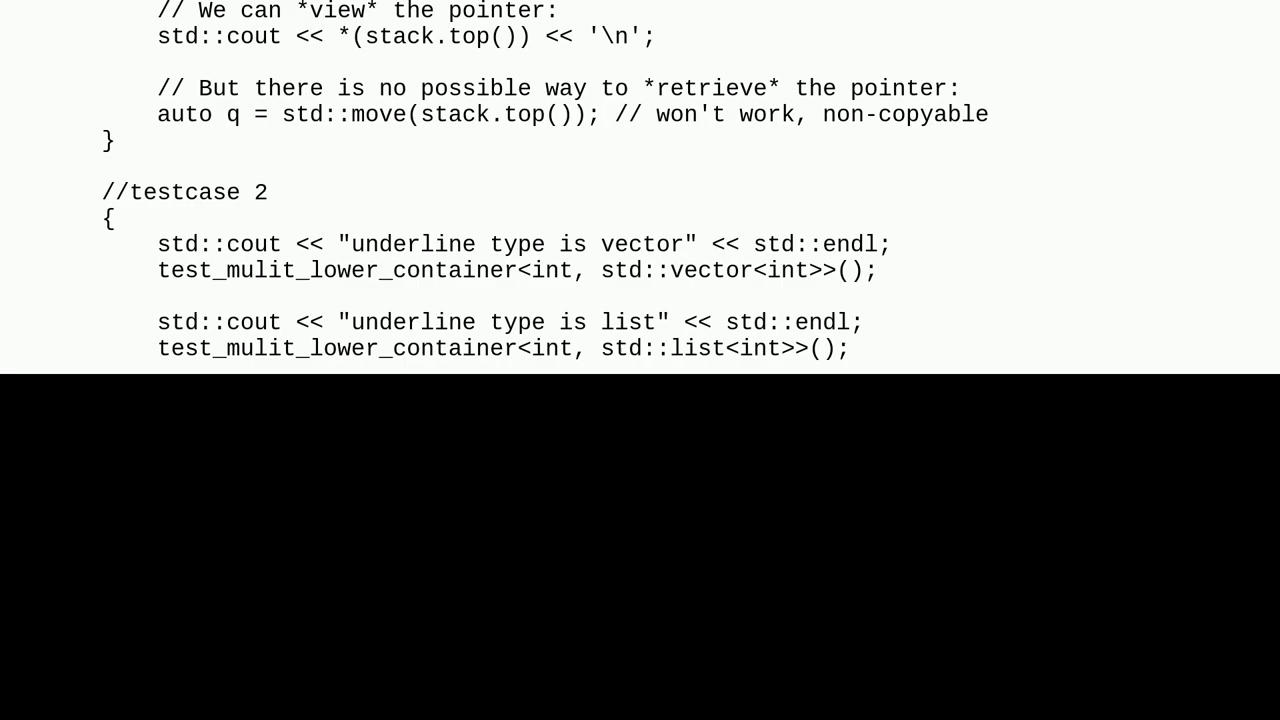 // We can *view* the pointer:
std::cout << *(stack.top()) << '\n';
// But there is no possible way to *retrieve* the pointer:
auto q = std::move(stack.top()); // won't work, non-copyable
}
//testcase 2
{
std::cout << "underline type is vector" << std::endl;
test_mulit_lower_container<int, std::vector<int>>();
std::cout << "underline type is list" << std::endl;
test_mulit_lower_container<int, std::list<int>>();